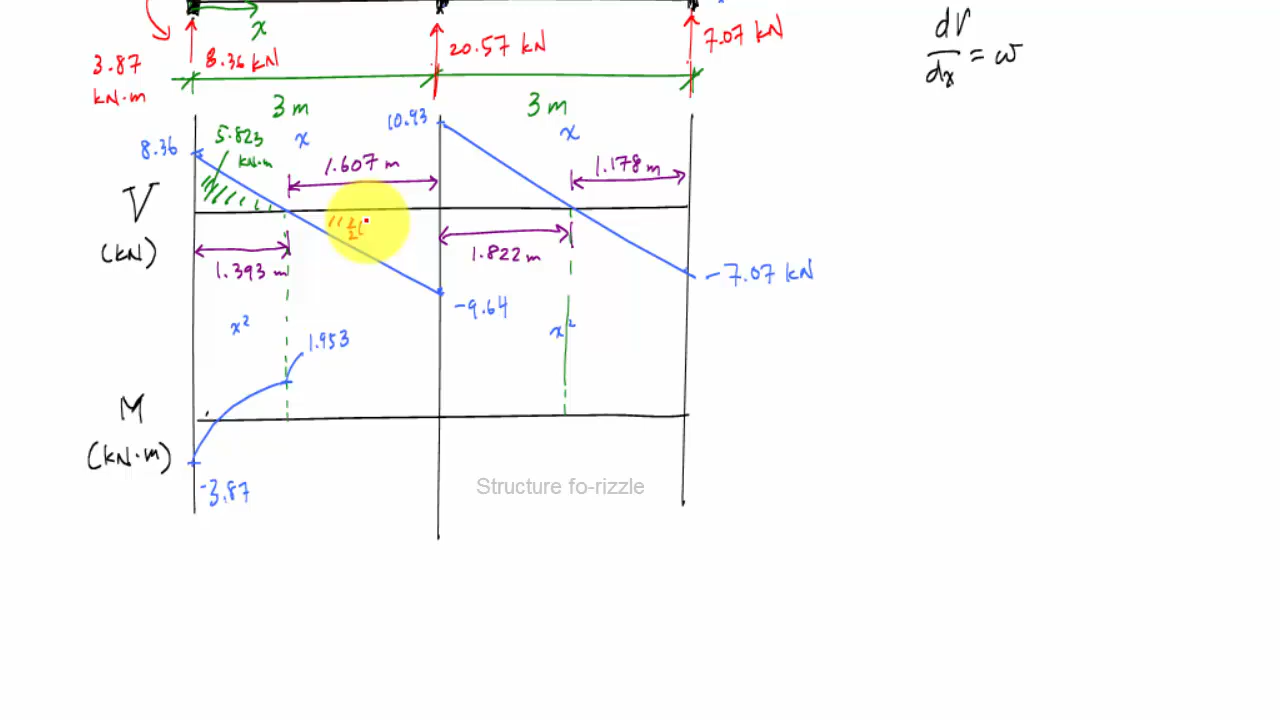 x
3.87
kN·m
8.36 kN
20.57 kN
7.07 kN
dV
dx
= w
3 m
3 m
8.36
5.823
kN·m
x
1.607 m
10.93
x
1.178 m
V
(kN)
1.393 m
1/2(
1.822 m
-7.07 kN
-9.64
x²
1.953
x²
M
(kN·m)
-3.87
Structure fo-rizzle